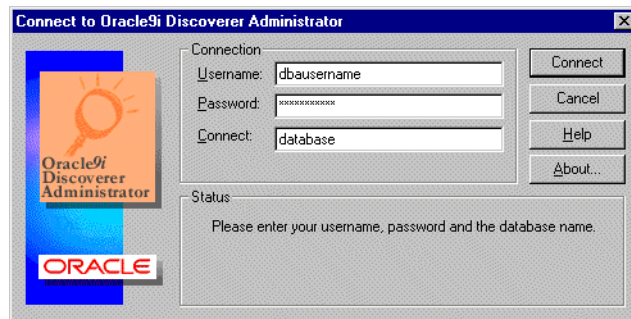 Connect to Oracle9i Discoverer Administrator
Connection
Username:
dbausername
Password:
×××××××××××
Connect:
database
Connect
Cancel
Help
About...
Oracle9i
Discoverer
Administrator
ORACLE
Status
Please enter your username, password and the database name.